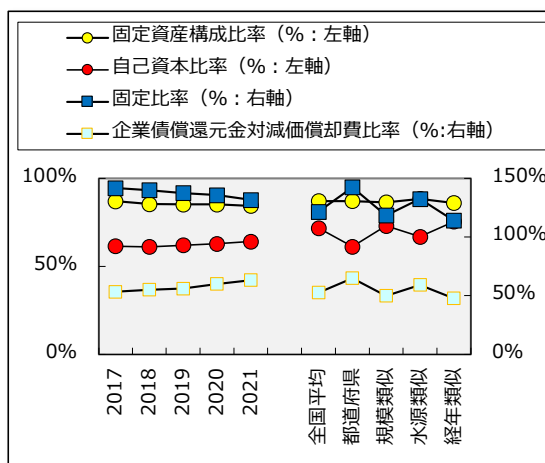 固定資産構成比率（%：左軸）
自己資本比率（%：左軸）
固定比率（%：右軸）
企業債償還元金対減価償却費比率（%:右軸）
100%
50%
0%
150%
100%
50%
0%
2017
2018
2019
2020
2021
全国平均
都道府県
規模類似
水源類似
経年類似